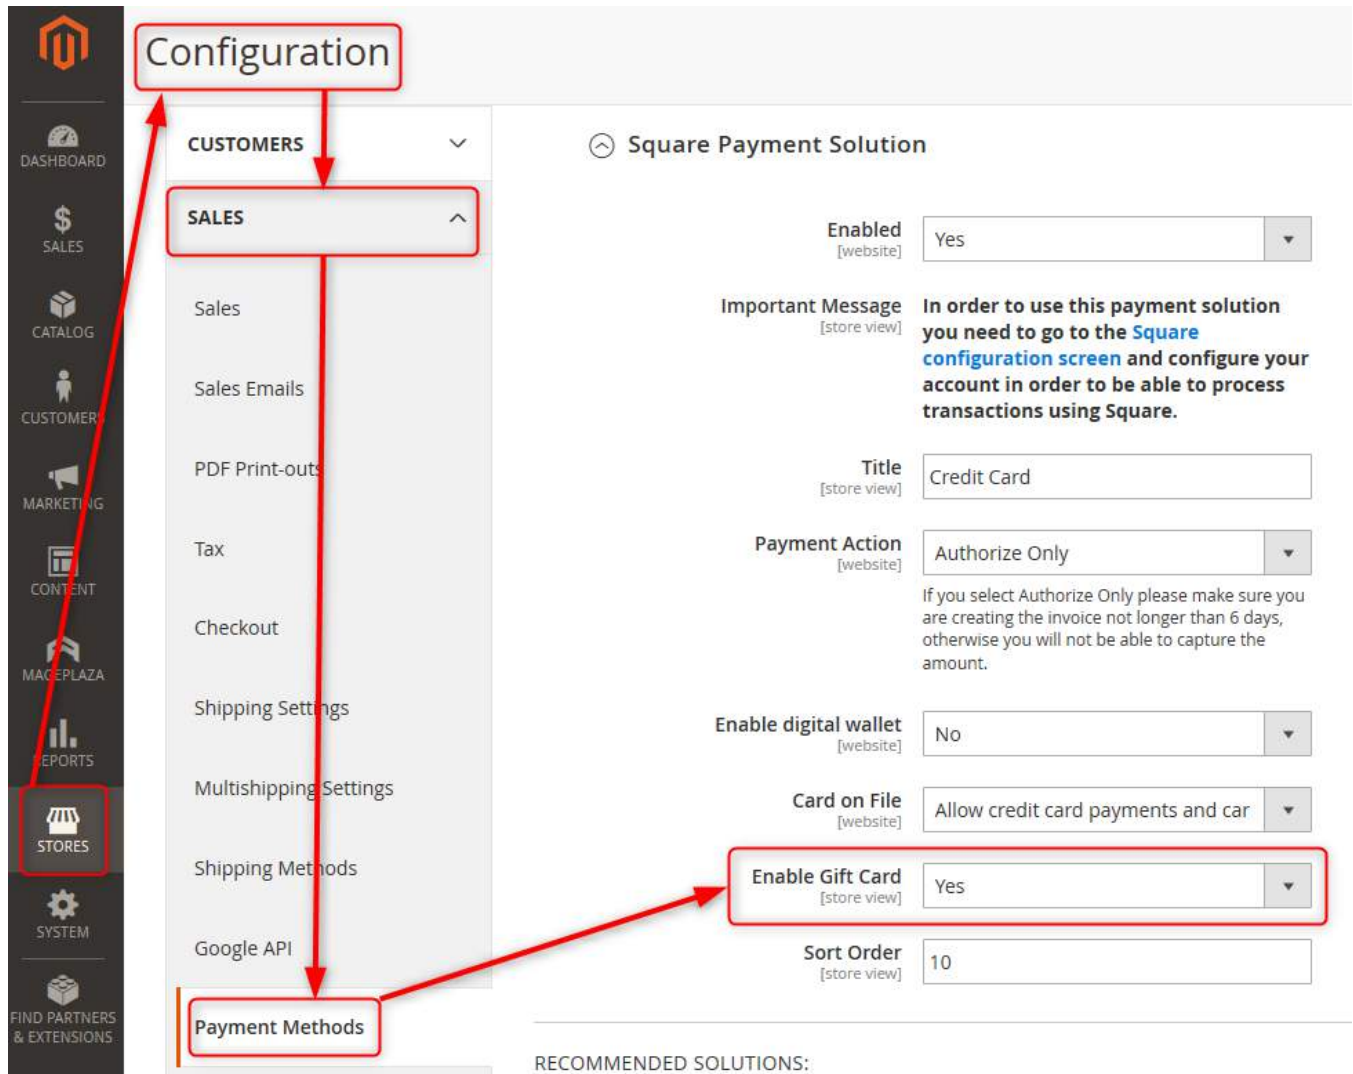 Configuration
DASHBOARD
SALES
CATALOG
CUSTOMERS
MARKETING
CONTENT
MAGEPLAZA
REPORTS
STORES
SYSTEM
FIND PARTNERS
& EXTENSIONS
CUSTOMERS
SALES
Sales
Sales Emails
PDF Print-outs
Tax
Checkout
Shipping Settings
Multishipping Settings
Shipping Methods
Google API
Payment Methods
Square Payment Solution
Enabled
[website]
Yes
Important Message
[store view]
In order to use this payment solution
you need to go to the Square
configuration screen and configure your
account in order to be able to process
transactions using Square.
Title
[store view]
Credit Card
Payment Action
[website]
Authorize Only
If you select Authorize Only please make sure you
are creating the invoice not longer than 6 days,
otherwise you will not be able to capture the
amount.
Enable digital wallet
[website]
No
Card on File
[website]
Allow credit card payments and car
Enable Gift Card
[store view]
Yes
Sort Order
[store view]
10
RECOMMENDED SOLUTIONS: